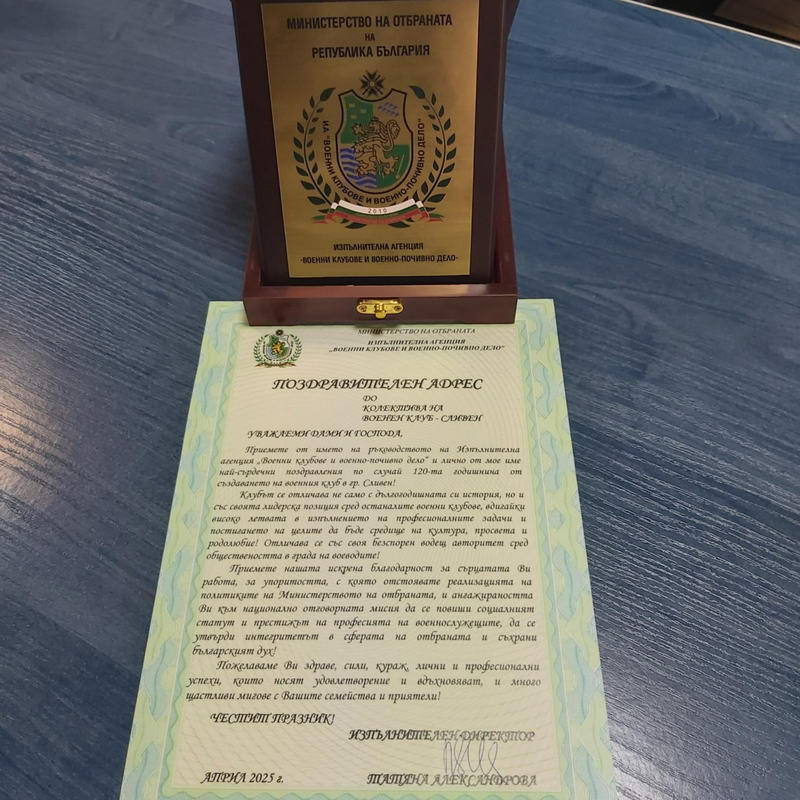 МИНИСТЕРСТВО НА ОТБРАНАТА
НА
РЕПУБЛИКА БЪЛГАРИЯ
ИА "ВОЕННИ КЛУБОВЕ И ВОЕННО-ПОЧИВНО ДЕЛО"
2010
ИЗПЪЛНИТЕЛНА АГЕНЦИЯ
"ВОЕННИ КЛУБОВЕ И ВОЕННО-ПОЧИВНО ДЕЛО"
МИНИСТЕРСТВО НА ОТБРАНАТА
ИЗПЪЛНИТЕЛНА АГЕНЦИЯ
„ВОЕННИ КЛУБОВЕ И ВОЕННО-ПОЧИВНО ДЕЛО"
ПОЗДРАВИТЕЛЕН АДРЕС
ДО
КОЛЕКТИВА НА
ВОЕНЕН КЛУБ - СЛИВЕН
УВАЖАЕМИ ДАМИ И ГОСПОДА,
Приемете от името на ръководството на Изпълнителна
агенция „Военни клубове и военно-почивно дело" и лично от мое име
най-сърдечни поздравления по случай 120-та годишнина от
създаването на военния клуб в гр. Сливен!
Клубът се отличава не само с дългогодишната си история, но и
със своята лидерска позиция сред останалите военни клубове, вдигайки
високо летвата в изпълнението на професионалните задачи и
постигането на целите да бъде средище на култура, просвета и
родолюбие! Отличава се със своя безспорен водещ авторитет сред
обществеността в града на воеводите!
Приемете нашата искрена благодарност за сърцатата Ви
работа, за упоритостта, с която отстоявате реализацията на
политиките на Министерството на отбраната, и ангажираността
Ви към национално отговорната мисия да се повиши социалният
статут и престижът на професията на военнослужещите, да се
утвърди интегритетът в сферата на отбраната и съхрани
българският дух!
Пожелаваме Ви здраве, сили, кураж, лични и професионални
успехи, които носят удовлетворение и вдъхновяват, и много
щастливи мигове с Вашите семейства и приятели!
ЧЕСТИТ ПРАЗНИК!
ИЗПЪЛНИТЕЛЕН ДИРЕКТОР
АПРИЛ 2025 г.
ТАТЯНА АЛЕКСАНДРОВА